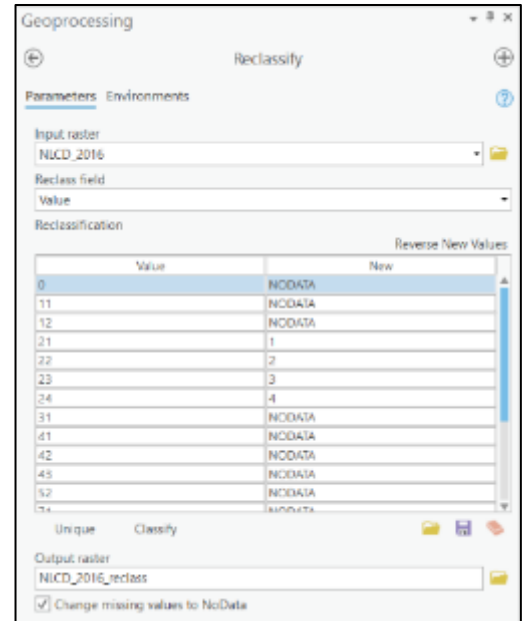 Geoprocessing
Reclassify
Parameters Environments
Input raster
NLCD_2016
Reclass field
Value
Reclassification
Reverse New Values
Value New
0 NODATA
11 NODATA
12 NODATA
21 1
22 2
23 3
24 4
31 NODATA
41 NODATA
42 NODATA
43 NODATA
52 NODATA
71 NODATA
Unique Classify
Output raster
NLCD_2016_reclass
Change missing values to NoData